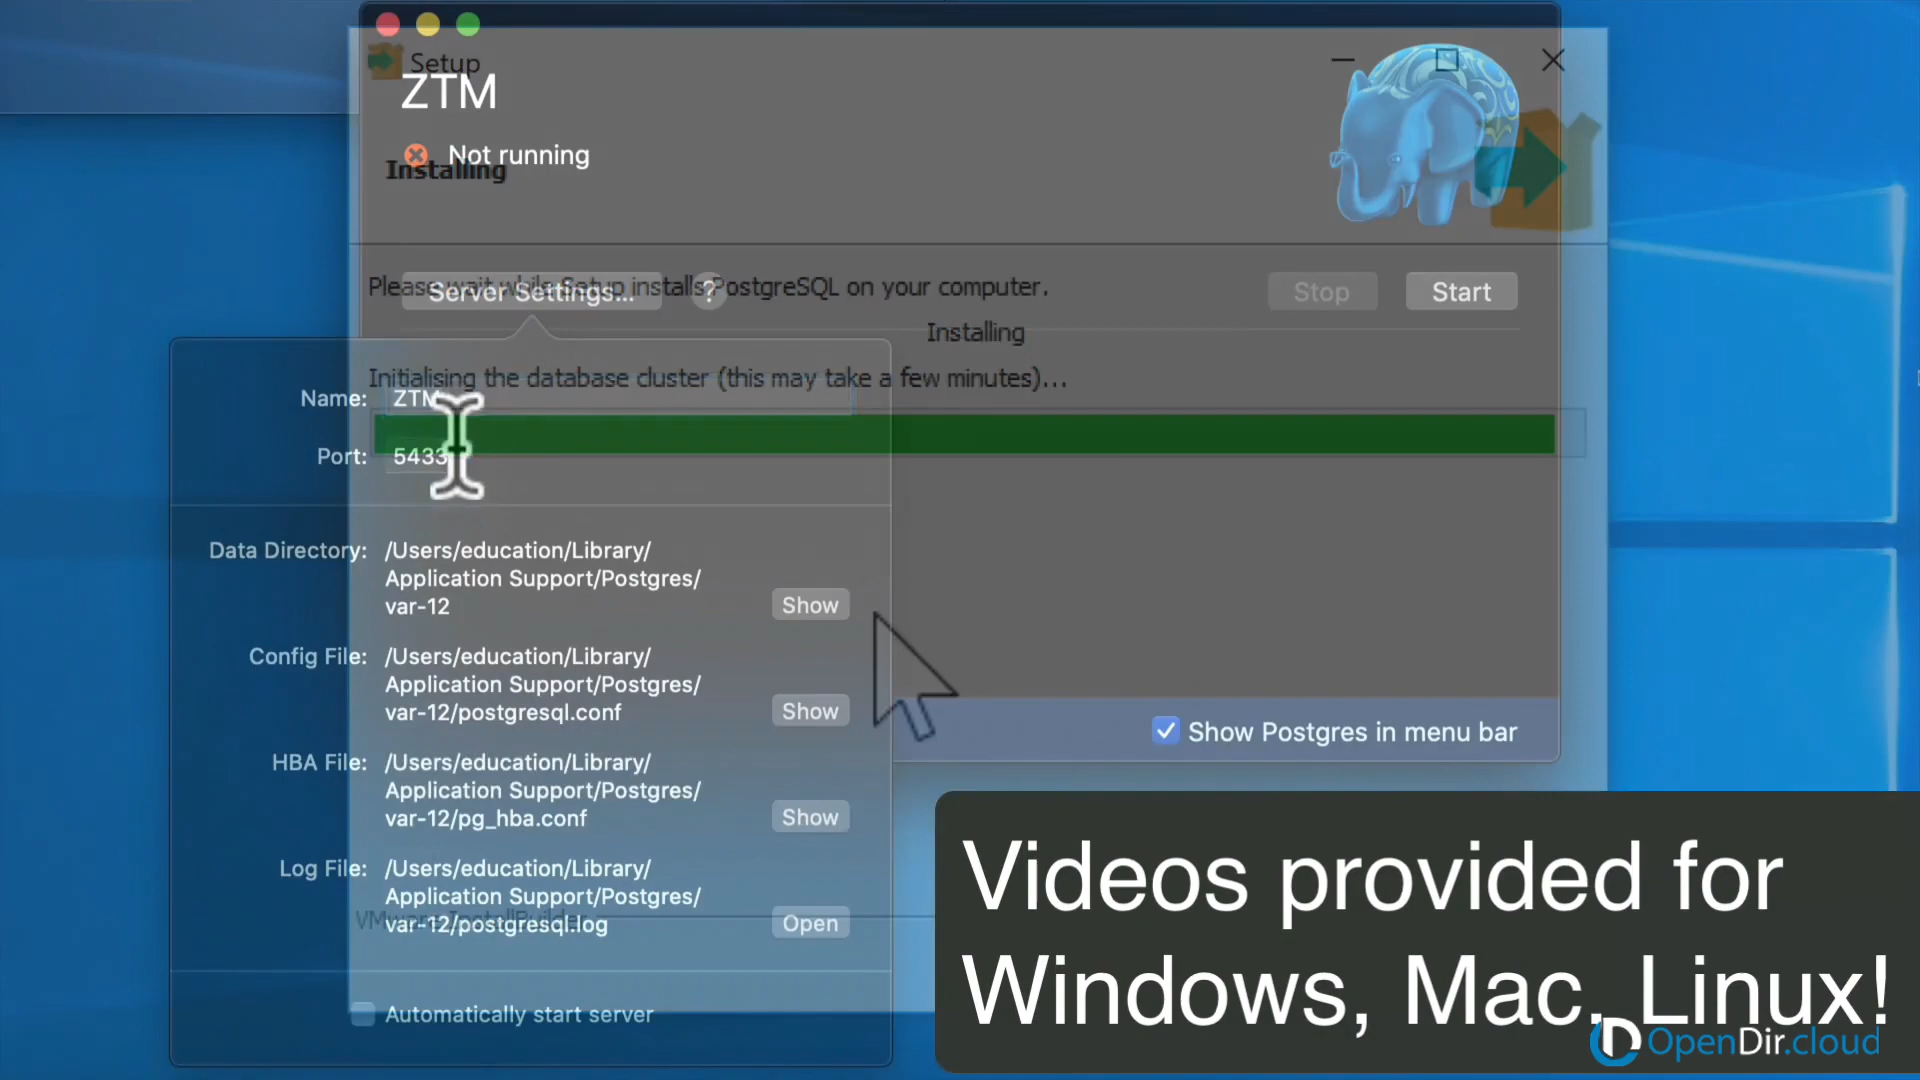 Setup
ZTM
Not running
Installing
Please wait while Setup installs PostgreSQL on your computer.
Server Settings...
?
Stop
Start
Installing
Initialising the database cluster (this may take a few minutes)...
Name: ZTM
Port: 5433
Data Directory: /Users/education/Library/
Application Support/Postgres/
var-12
Show
Config File: /Users/education/Library/
Application Support/Postgres/
var-12/postgresql.conf
Show
Show Postgres in menu bar
HBA File: /Users/education/Library/
Application Support/Postgres/
var-12/pg_hba.conf
Show
Log File: /Users/education/Library/
Application Support/Postgres/
var-12/postgresql.log
Open
VMware InstallBuilder
Automatically start server
Videos provided for
Windows, Mac, Linux!
OpenDir.cloud